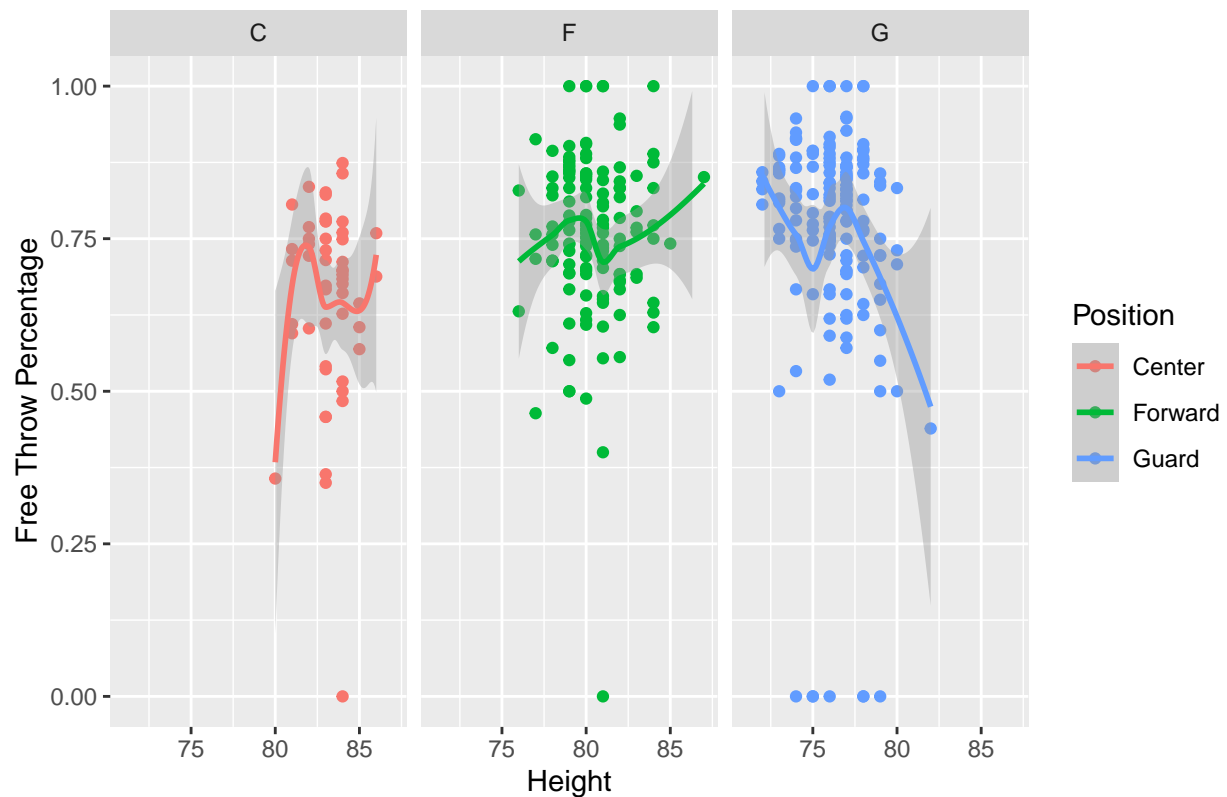 C F G
Free Throw Percentage
1.00
0.75
0.50
0.25
0.00
75 80 85 75 80 85 75 80 85
Height
Position
Center
Forward
Guard